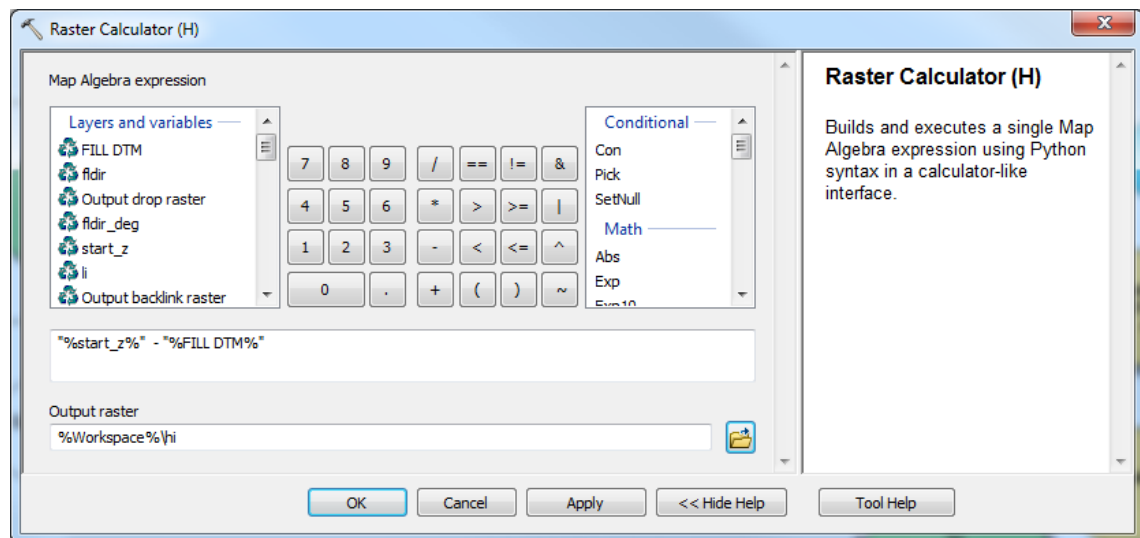 Raster Calculator (H)
Map Algebra expression
Layers and variables
FILL DTM
fldir
Output drop raster
fldir_deg
start_z
li
Output backlink raster
7 8 9 / == != &
4 5 6 * > >= |
1 2 3 - < <= ^
0 . + ( ) ~
Conditional
Con
Pick
SetNull
Math
Abs
Exp
Exp10
"%start_z%" - "%FILL DTM%"
Output raster
%Workspace%\hi
OK Cancel Apply << Hide Help Tool Help
Raster Calculator (H)
Builds and executes a single Map
Algebra expression using Python
syntax in a calculator-like
interface.